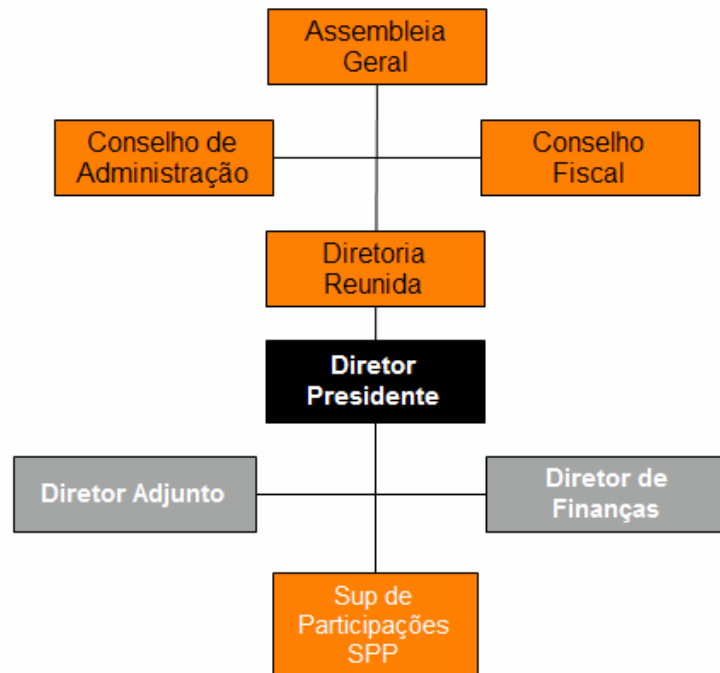 Assembleia
Geral
Conselho de
Administração
Conselho
Fiscal
Diretoria
Reunida
Diretor
Presidente
Diretor Adjunto
Diretor de
Finanças
Sup de
Participações
SPP